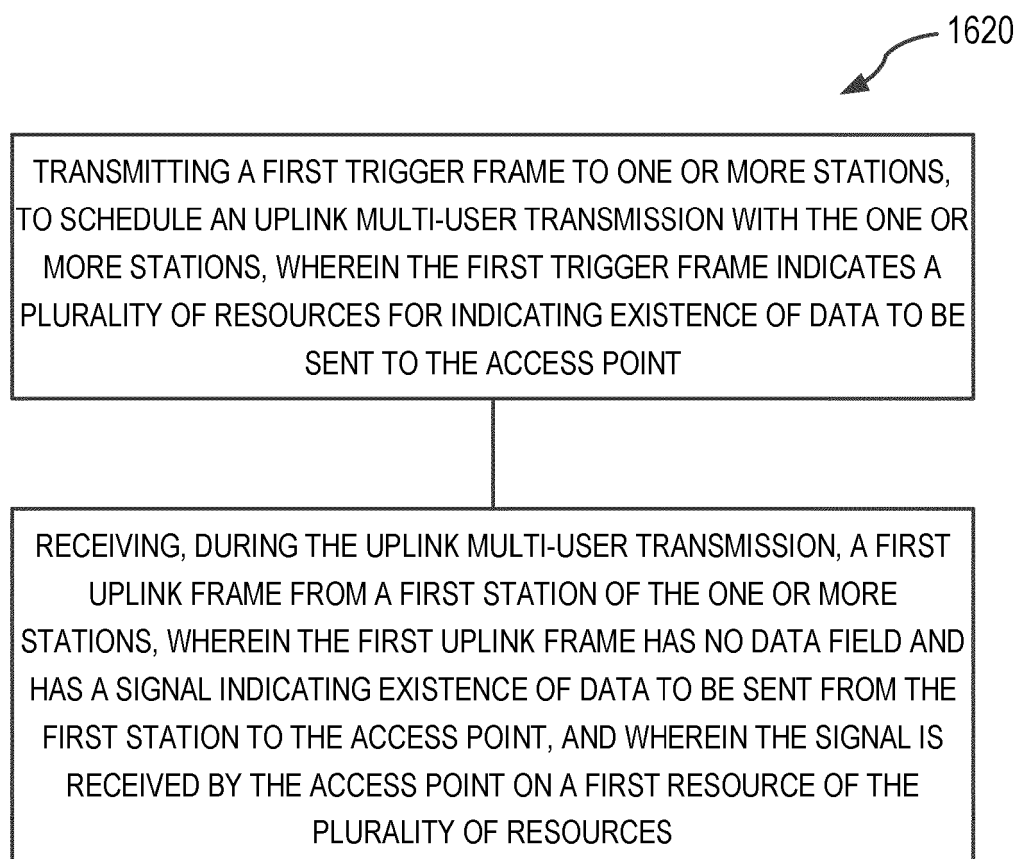 1620
TRANSMITTING A FIRST TRIGGER FRAME TO ONE OR MORE STATIONS,
TO SCHEDULE AN UPLINK MULTI-USER TRANSMISSION WITH THE ONE OR
MORE STATIONS, WHEREIN THE FIRST TRIGGER FRAME INDICATES A
PLURALITY OF RESOURCES FOR INDICATING EXISTENCE OF DATA TO BE
SENT TO THE ACCESS POINT
RECEIVING, DURING THE UPLINK MULTI-USER TRANSMISSION, A FIRST
UPLINK FRAME FROM A FIRST STATION OF THE ONE OR MORE
STATIONS, WHEREIN THE FIRST UPLINK FRAME HAS NO DATA FIELD AND
HAS A SIGNAL INDICATING EXISTENCE OF DATA TO BE SENT FROM THE
FIRST STATION TO THE ACCESS POINT, AND WHEREIN THE SIGNAL IS
RECEIVED BY THE ACCESS POINT ON A FIRST RESOURCE OF THE
PLURALITY OF RESOURCES